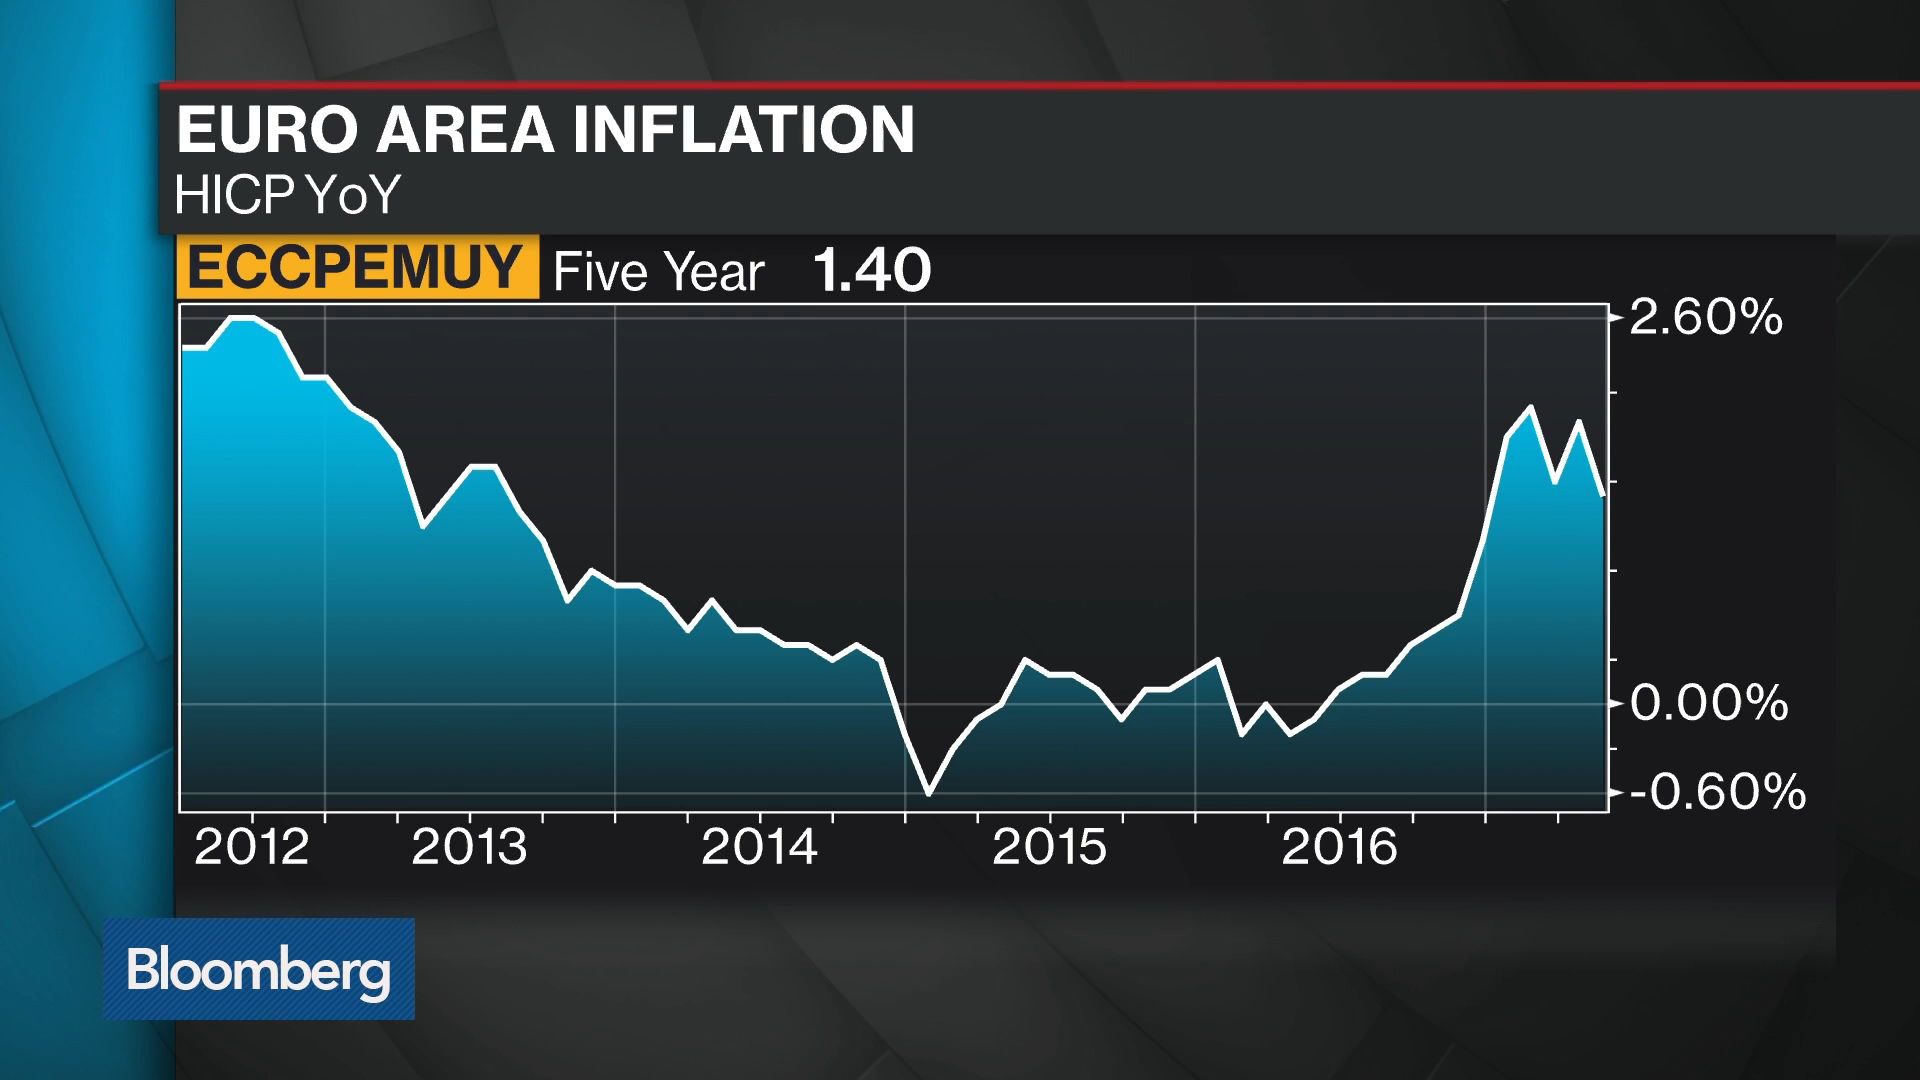 EURO AREA INFLATION
HICP YoY
ECCPEMUY Five Year 1.40
2.60%
0.00%
-0.60%
2012 2013 2014 2015 2016
Bloomberg